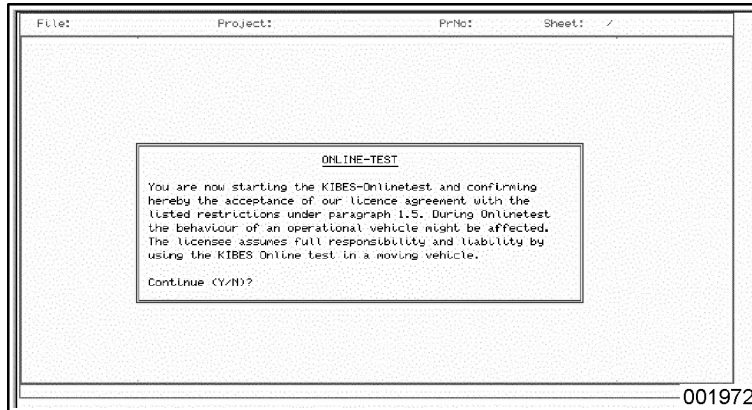 File: Project: PrNo: Sheet: /
ONLINE-TEST
You are now starting the KIBES-Onlinetest and confirming
hereby the acceptance of our licence agreement with the
listed restrictions under paragraph 1.5. During Onlinetest
the behaviour of an operational vehicle might be affected.
The licensee assumes full responsibility and liability by
using the KIBES Online test in a moving vehicle.
Continue (Y/N)?
001972